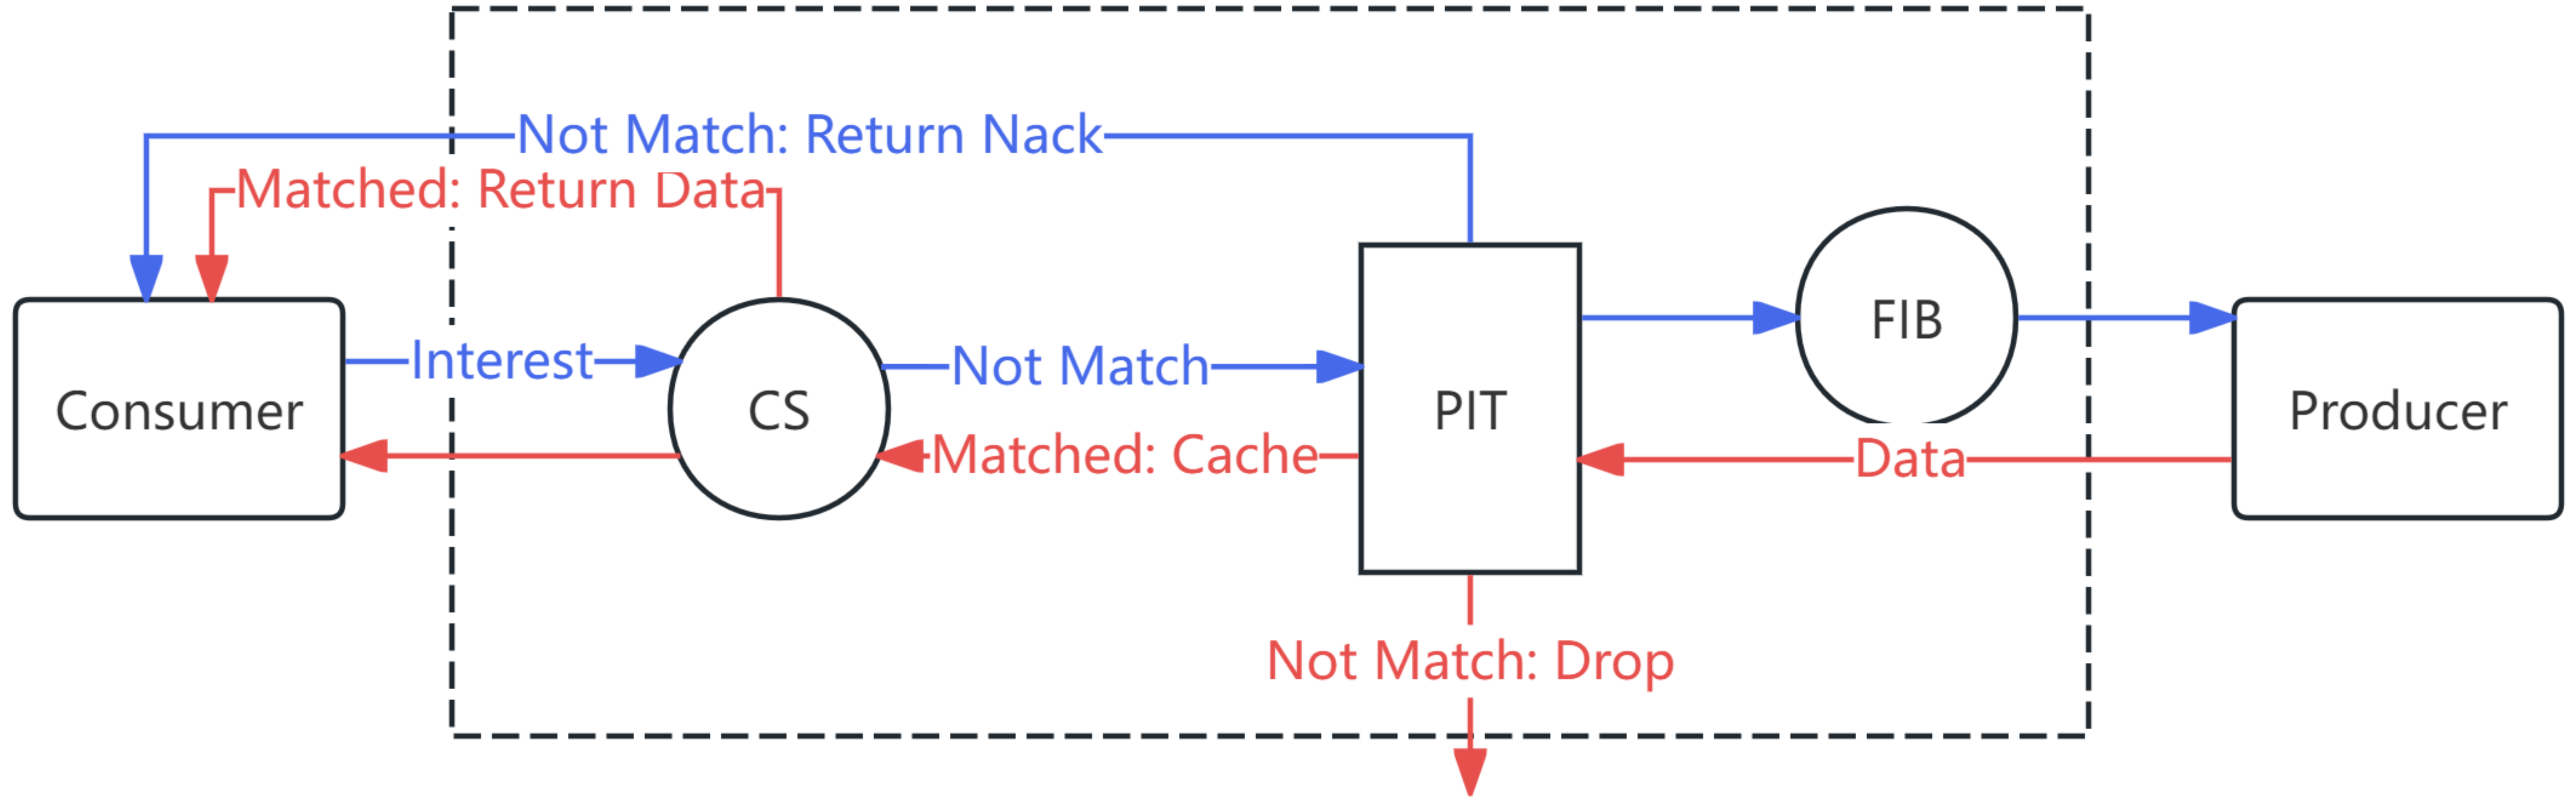 Not Match: Return Nack
Matched: Return Data
FIB
Interest
Not Match
Consumer
CS
PIT
Producer
Matched: Cache
Data
Not Match: Drop